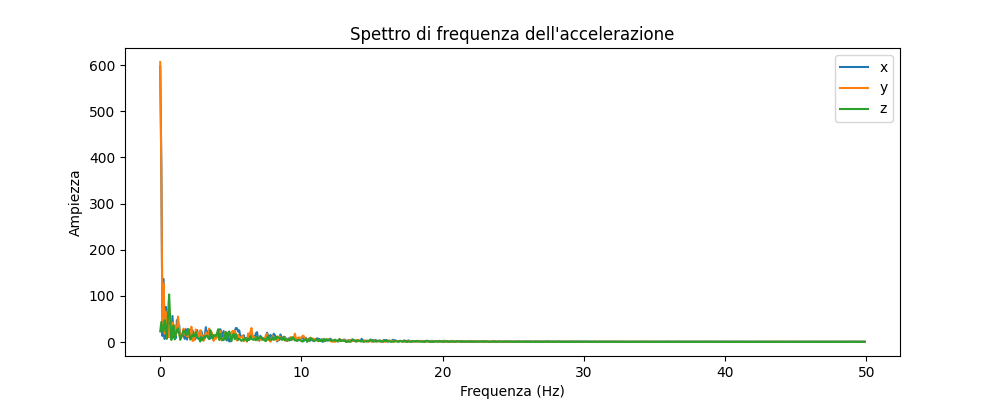 Spettro di frequenza dell'accelerazione
x
y
z
600
500
400
300
200
100
0
Ampiezza
0 10 20 30 40 50
Frequenza (Hz)